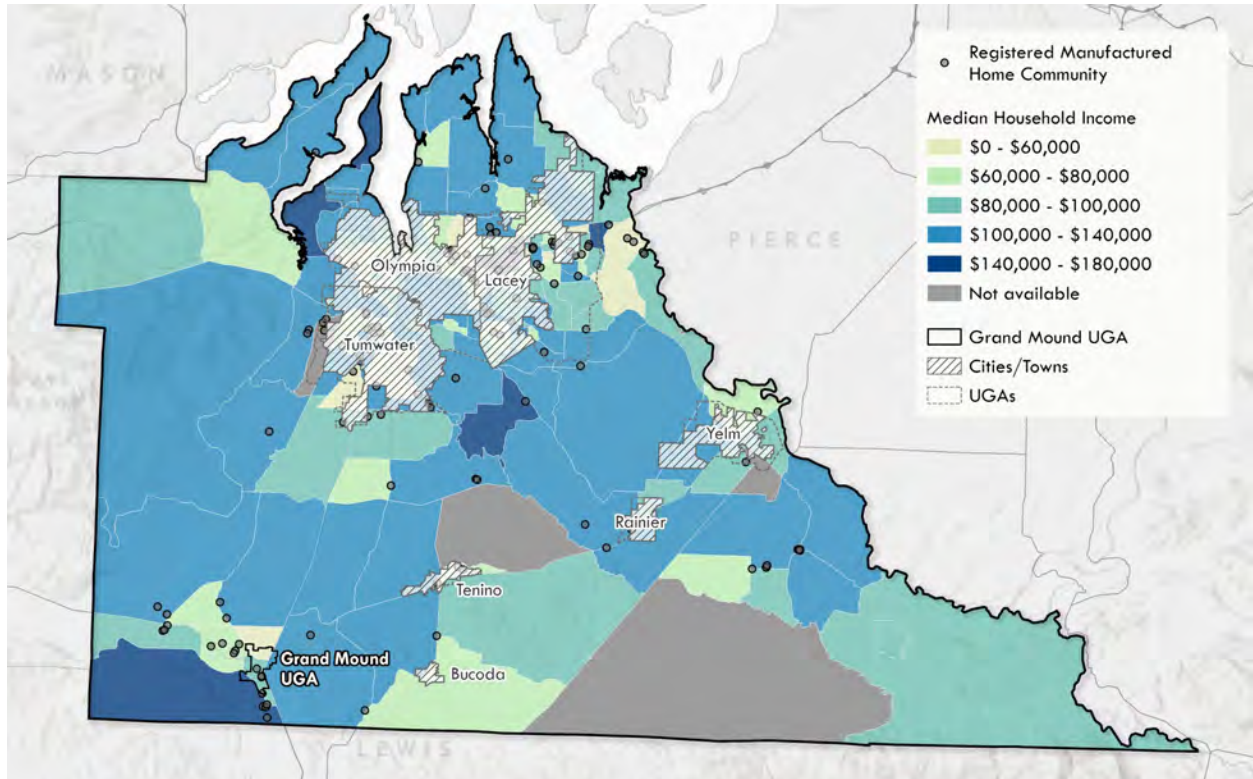 Registered Manufactured
Home Community
Median Household Income
$0 - $60,000
$60,000 - $80,000
$80,000 - $100,000
$100,000 - $140,000
$140,000 - $180,000
Not available
Grand Mound UGA
Cities/Towns
UGAs
MASON
PIERCE
Olympia
Lacey
Tumwater
Yelm
Rainier
Tenino
Grand Mound
UGA
Bucoda
LEWIS